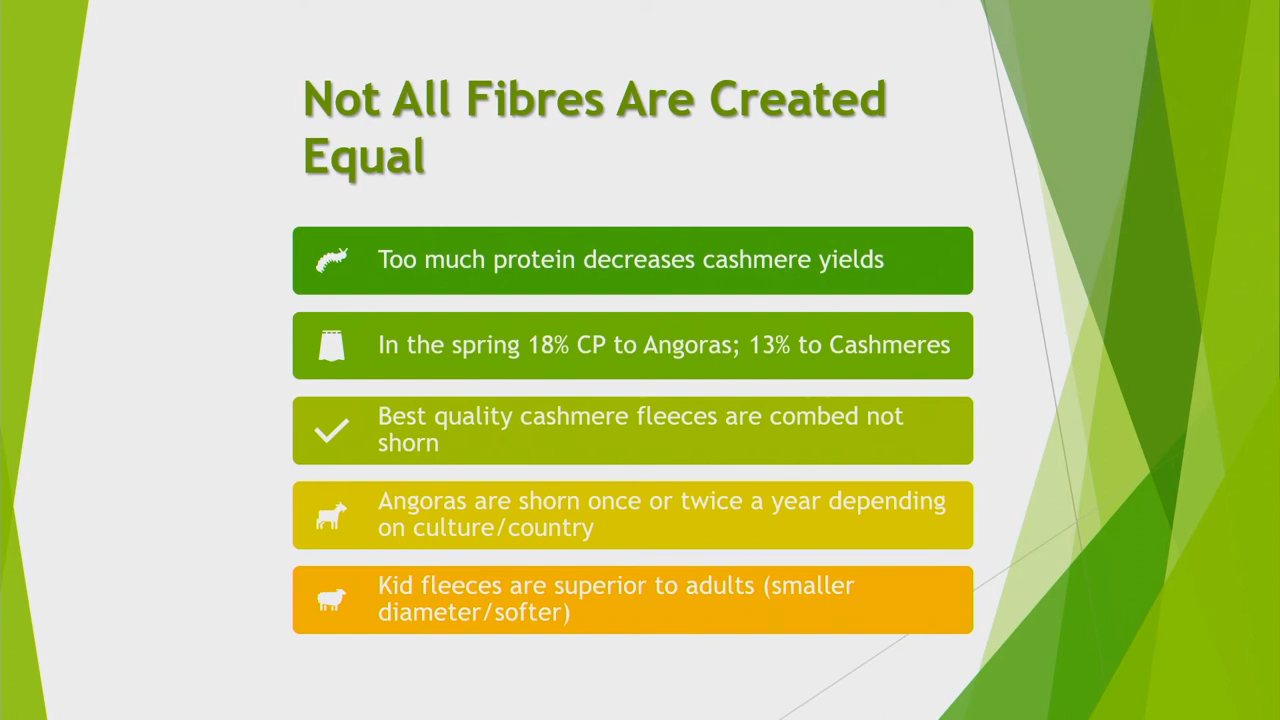 Not All Fibres Are Created
Equal
Too much protein decreases cashmere yields
In the spring 18% CP to Angoras; 13% to Cashmeres
Best quality cashmere fleeces are combed not
shorn
Angoras are shorn once or twice a year depending
on culture/country
Kid fleeces are superior to adults (smaller
diameter/softer)